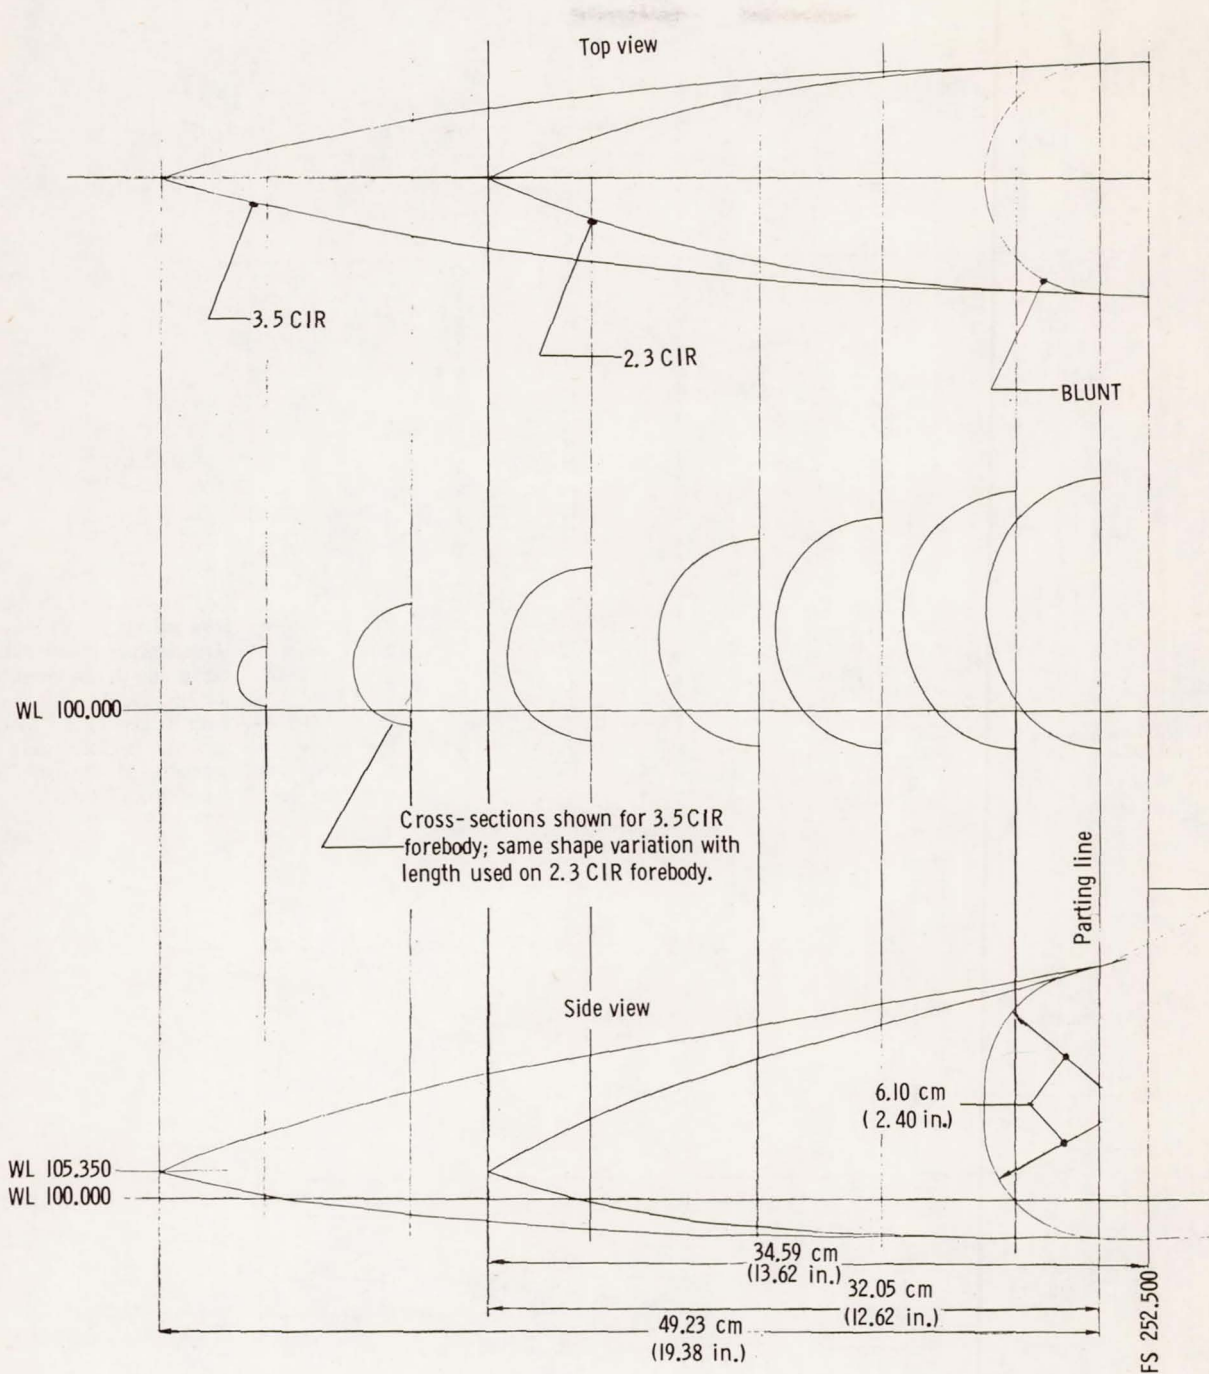 Top view
3.5 CIR
2.3 CIR
BLUNT
WL 100.000
Cross-sections shown for 3.5 CIR
forebody; same shape variation with
length used on 2.3 CIR forebody.
Parting line
Side view
6.10 cm
(2.40 in.)
WL 105.350
WL 100.000
34.59 cm
(13.62 in.)
32.05 cm
(12.62 in.)
49.23 cm
(19.38 in.)
FS 252.500